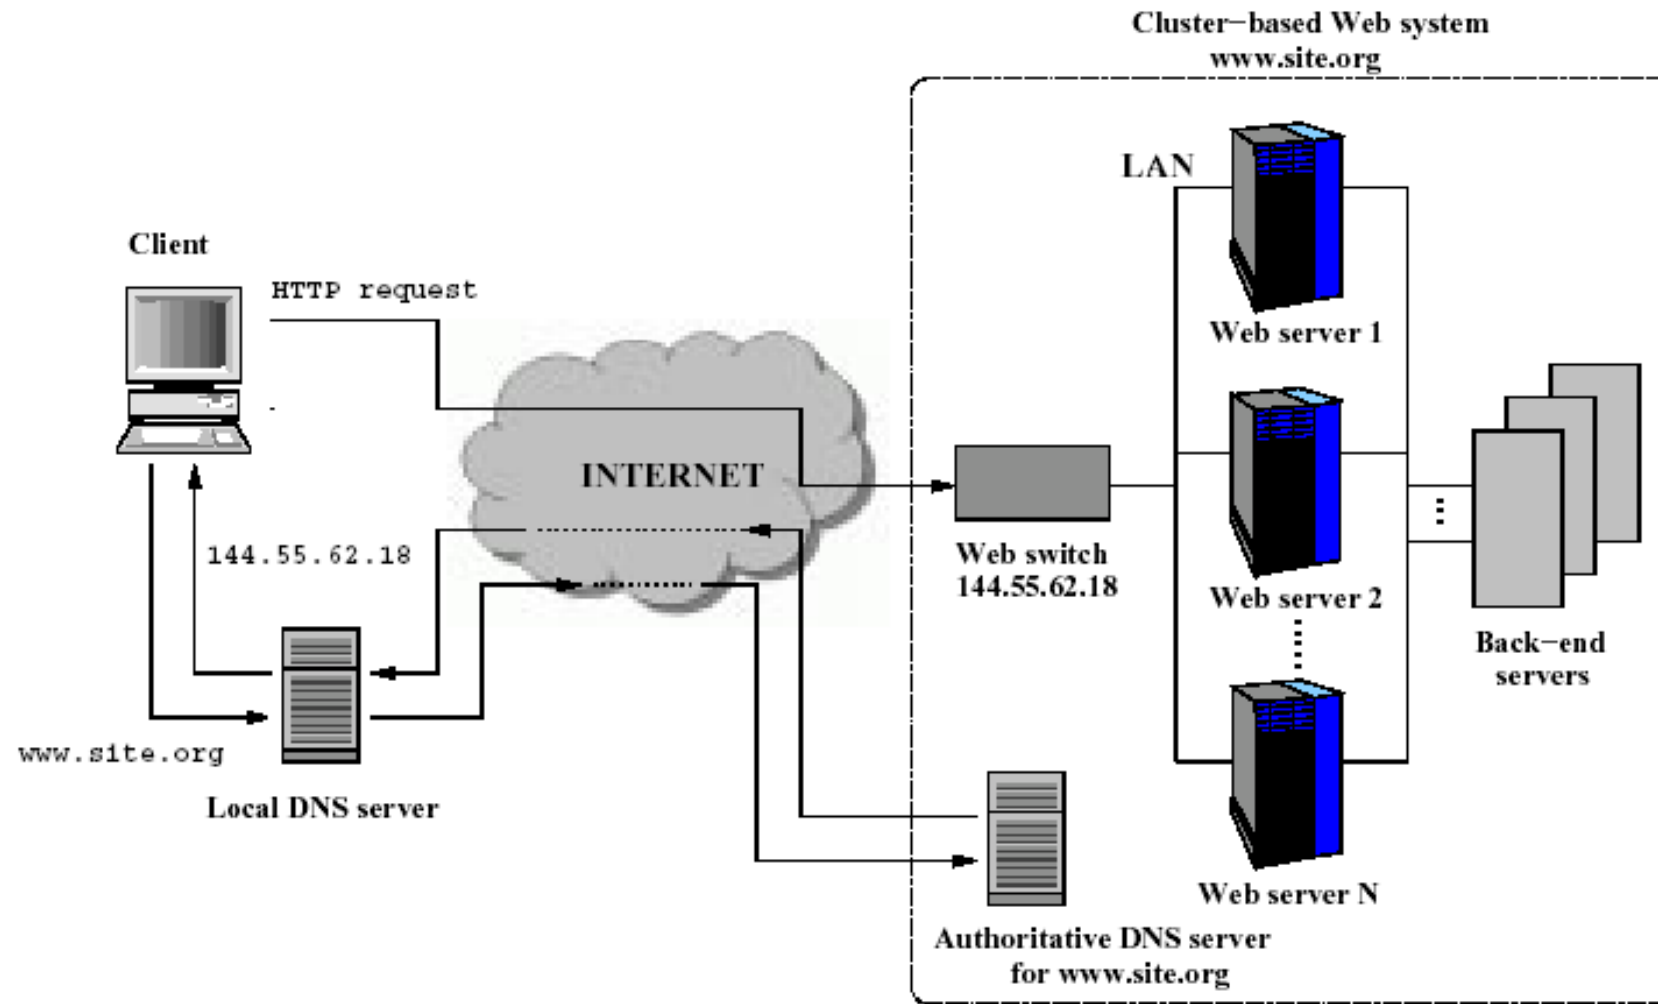 Cluster−based Web system
www.site.org
LAN
Client
HTTP request
Web server 1
INTERNET
144.55.62.18
Web switch
144.55.62.18
Web server 2
Back−end
servers
www.site.org
Local DNS server
Web server N
Authoritative DNS server
for www.site.org